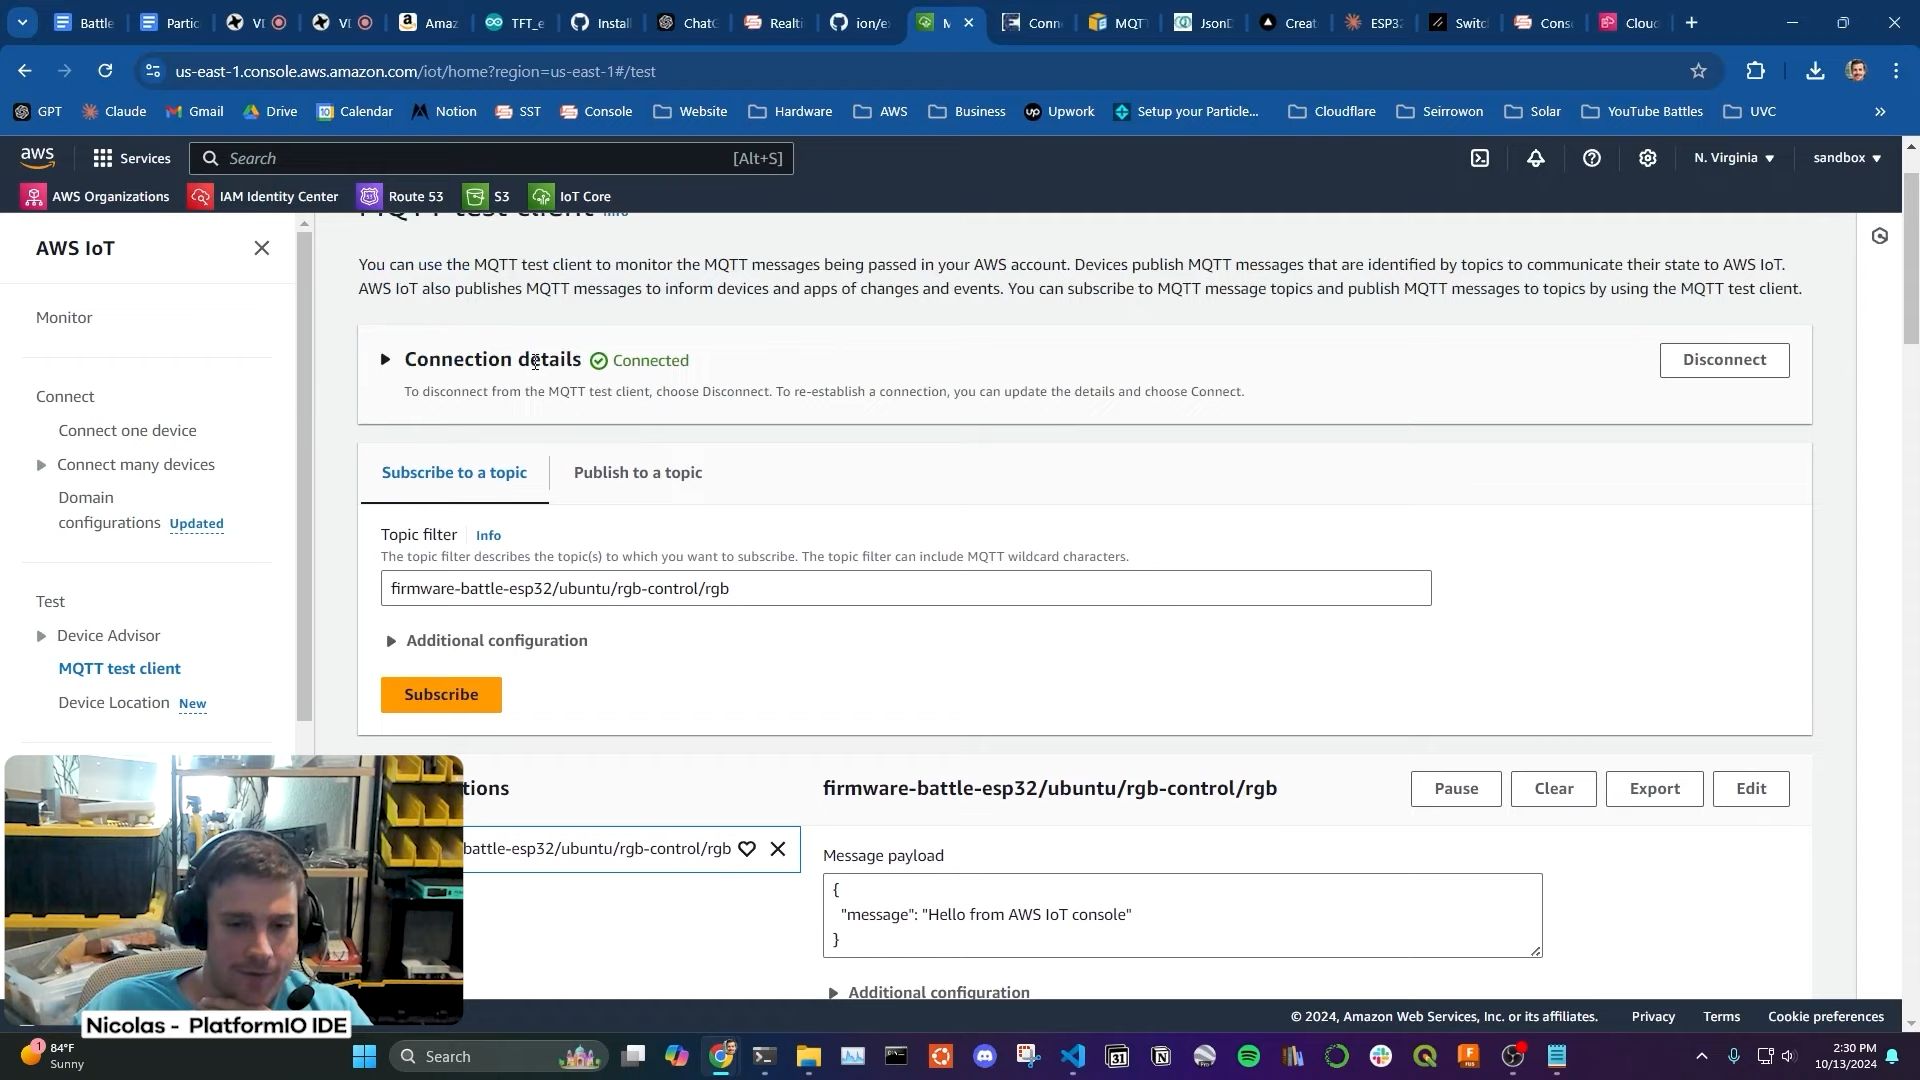 Battle
Partic
VI
VI
Amaz
TFT_e
Install
ChatG
Realti
ion/ex
Conn
MQT
JsonD
Creat
ESP32
Switc
Cons
Clou
us-east-1.console.aws.amazon.com/iot/home?region=us-east-1#/test
GPT
Claude
Gmail
Drive
Calendar
Notion
SST
Console
Website
Hardware
AWS
Business
Upwork
Setup your Particle...
Cloudflare
Seirrowon
Solar
YouTube Battles
UVC
aws
Services
Search
[Alt+S]
N. Virginia
sandbox
AWS Organizations
IAM Identity Center
Route 53
S3
IoT Core
AWS IoT
Monitor
Connect
Connect one device
Connect many devices
Domain
configurations Updated
Test
Device Advisor
MQTT test client
Device Location New
MQTT test client Info
You can use the MQTT test client to monitor the MQTT messages being passed in your AWS account. Devices publish MQTT messages that are identified by topics to communicate their state to AWS IoT.
AWS IoT also publishes MQTT messages to inform devices and apps of changes and events. You can subscribe to MQTT message topics and publish MQTT messages to topics by using the MQTT test client.
Connection details Connected
Disconnect
To disconnect from the MQTT test client, choose Disconnect. To re-establish a connection, you can update the details and choose Connect.
Subscribe to a topic
Publish to a topic
Topic filter Info
The topic filter describes the topic(s) to which you want to subscribe. The topic filter can include MQTT wildcard characters.
firmware-battle-esp32/ubuntu/rgb-control/rgb
Additional configuration
Subscribe
tions
firmware-battle-esp32/ubuntu/rgb-control/rgb
Pause
Clear
Export
Edit
battle-esp32/ubuntu/rgb-control/rgb
Message payload
{
"message": "Hello from AWS IoT console"
}
Additional configuration
© 2024, Amazon Web Services, Inc. or its affiliates.
Privacy
Terms
Cookie preferences
Nicolas - PlatformIO IDE
1
84°F
Sunny
Search
31
2:30 PM
10/13/2024